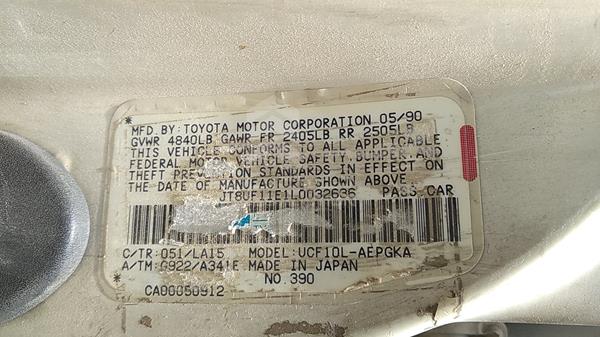 MFD. BY: TOYOTA MOTOR CORPORATION 05/90
GVWR 4840LB GAWR FR 2405LB RR 2505LB
THIS VEHICLE CONFORMS TO ALL APPLICABLE
FEDERAL MOTOR VEHICLE SAFETY, BUMPER, AND
THEFT PREVENTION STANDARDS IN EFFECT ON
THE DATE OF MANUFACTURE SHOWN ABOVE
JT8UF11E1L0032636 PASS. CAR
C/TR: 051/LA15 MODEL: UCF10L-AEPGKA
A/TM: G922/A341E MADE IN JAPAN
NO. 390
CA00050912